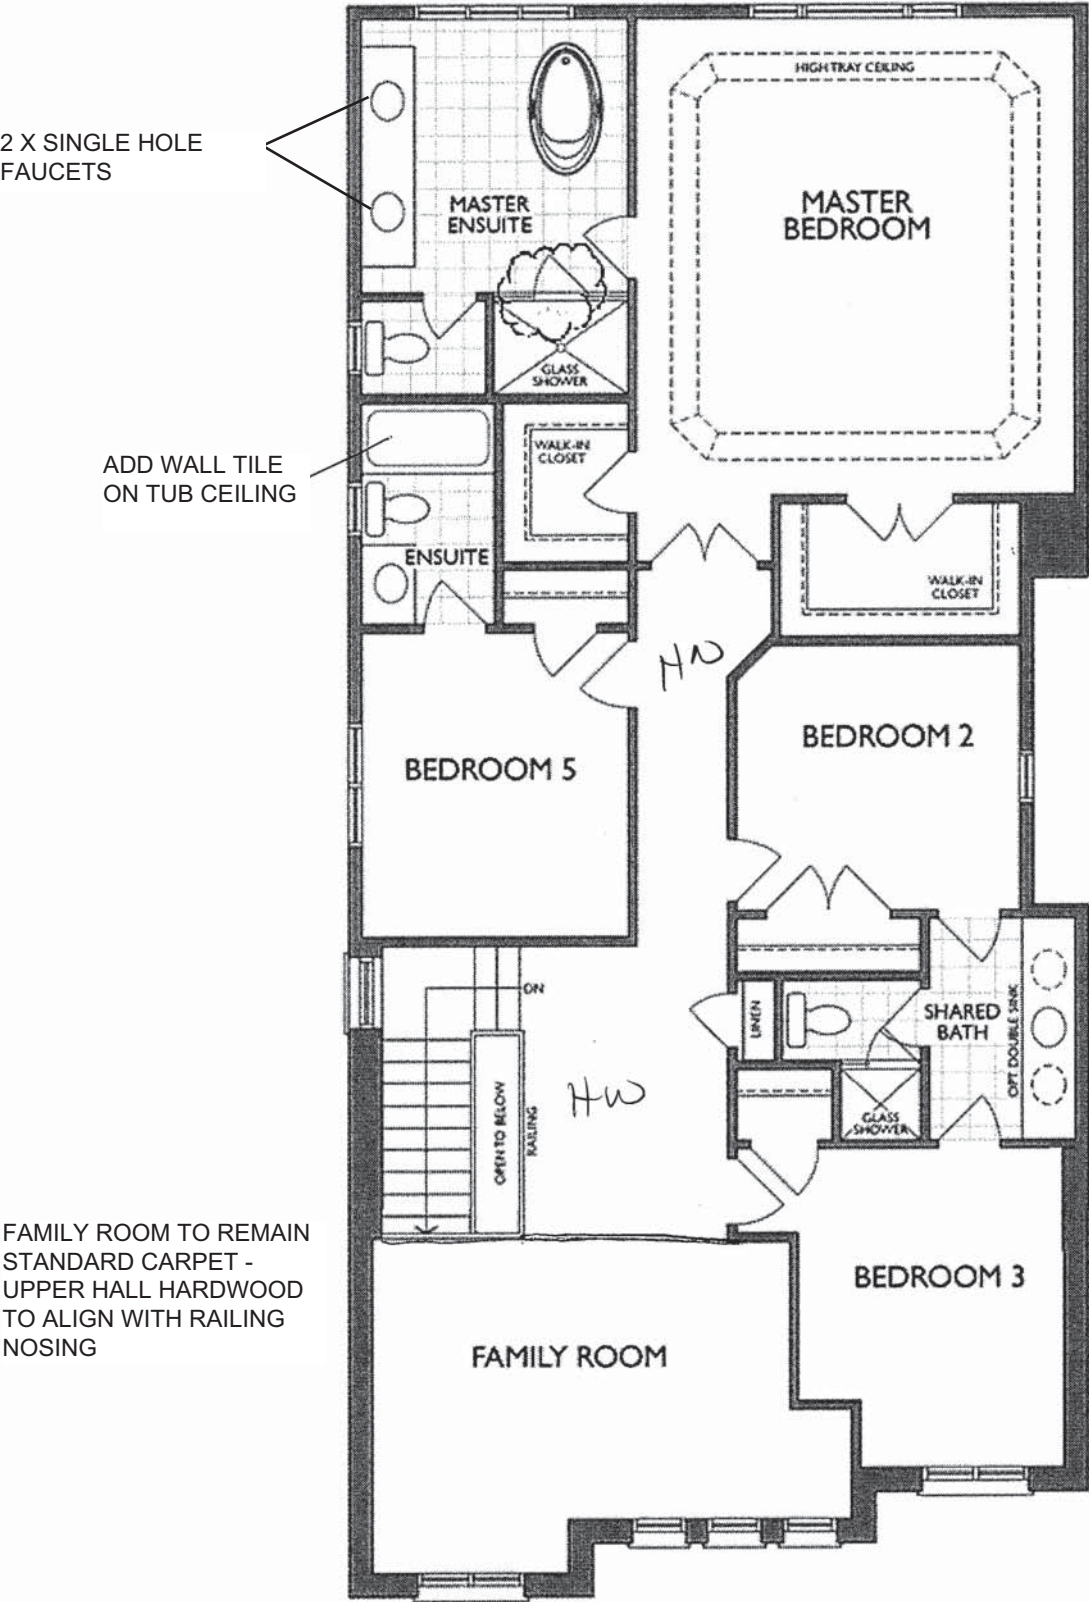 HIGH TRAY CEILING
2 X SINGLE HOLE
FAUCETS
MASTER
ENSUITE
MASTER
BEDROOM
GLASS
SHOWER
WALK-IN
CLOSET
ADD WALL TILE
ON TUB CEILING
ENSUITE
WALK-IN
CLOSET
HW
BEDROOM 2
BEDROOM 5
DN
LINEN
SHARED
BATH
OPT DOUBLE SINK
OPEN TO BELOW
RAILING
HW
GLASS
SHOWER
FAMILY ROOM TO REMAIN
STANDARD CARPET -
UPPER HALL HARDWOOD
TO ALIGN WITH RAILING
NOSING
BEDROOM 3
FAMILY ROOM